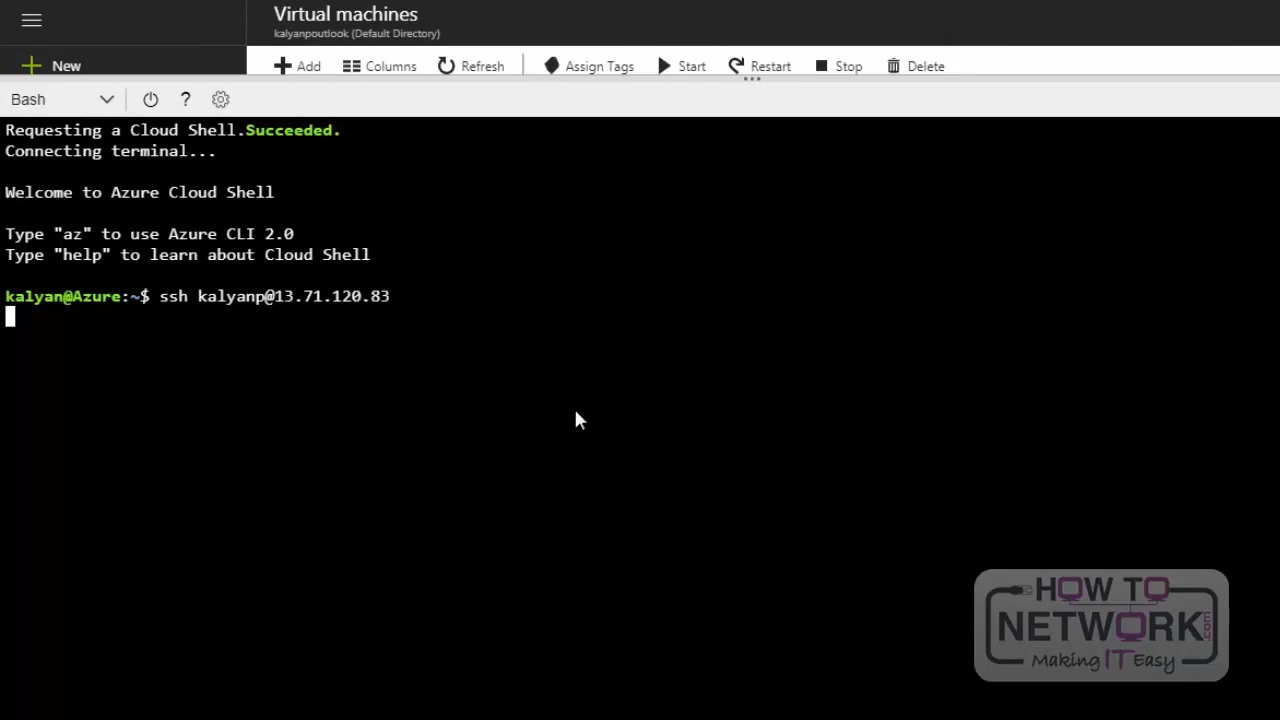 Virtual machines
kalyanpoutlook (Default Directory)
New
Add
Columns
Refresh
Assign Tags
Start
Restart
Stop
Delete
Bash
?
Requesting a Cloud Shell.Succeeded.
Connecting terminal...
Welcome to Azure Cloud Shell
Type "az" to use Azure CLI 2.0
Type "help" to learn about Cloud Shell
kalyan@Azure:~$ ssh kalyanp@13.71.120.83
HOW TO
NETWORK.com
Making IT Easy